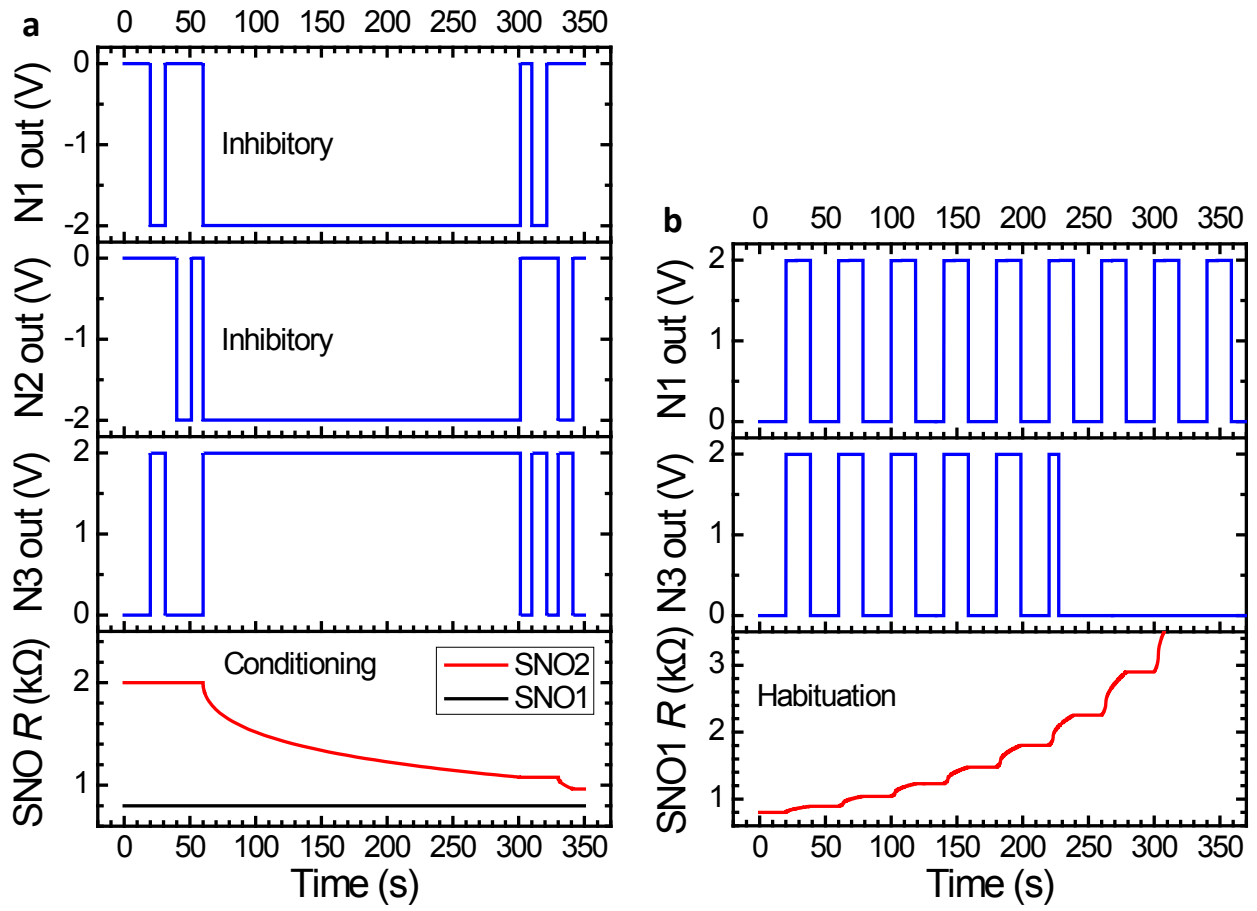 a
0 50 100 150 200 250 300 350
N1 out (V)
0
-1
-2
Inhibitory
N2 out (V)
0
-1
-2
Inhibitory
N3 out (V)
2
1
0
SNO R (kΩ)
2
1
Conditioning
SNO2
SNO1
0 50 100 150 200 250 300 350
Time (s)
b
0 50 100 150 200 250 300 350
N1 out (V)
2
1
0
N3 out (V)
2
1
0
SNO1 R (kΩ)
3
2
1
Habituation
0 50 100 150 200 250 300 350
Time (s)